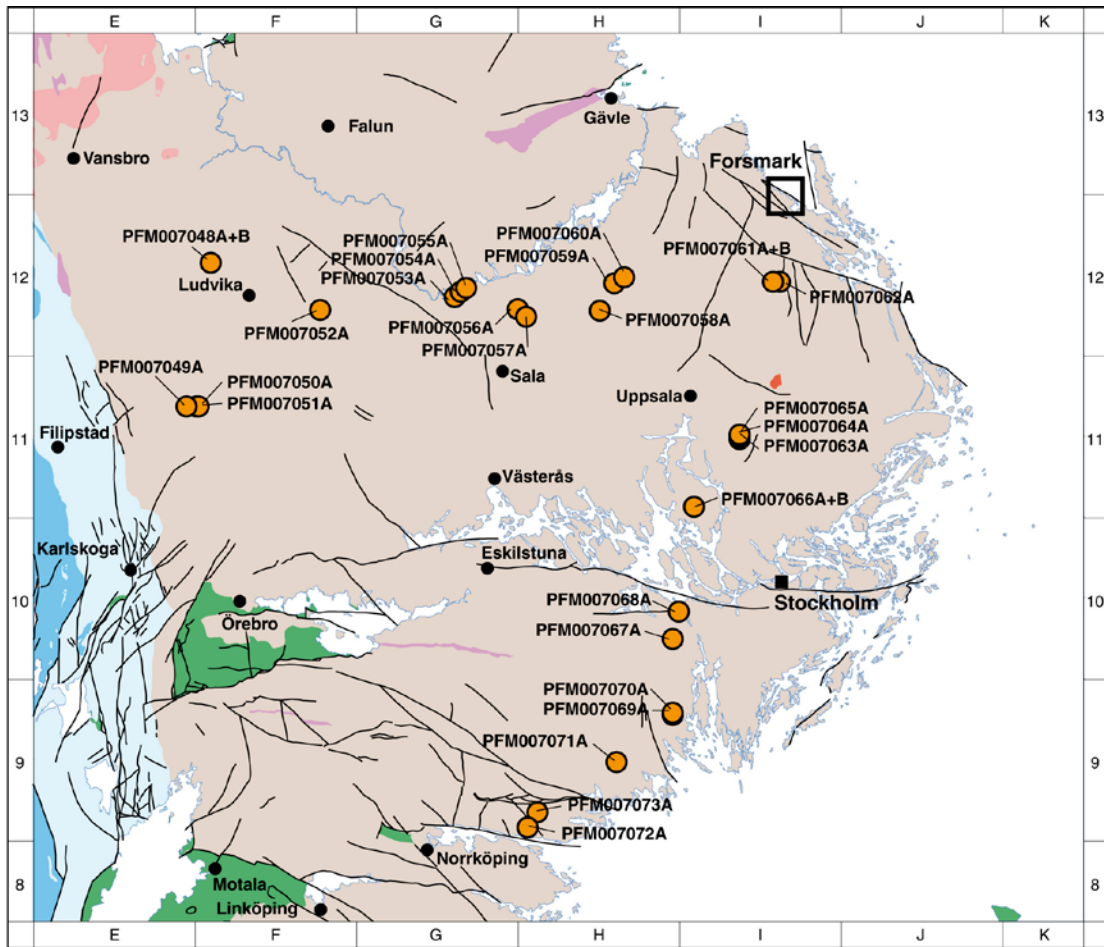 E F G H I J K
13 13
Gävle
Falun
Vansbro
Forsmark
PFM007048A+B
PFM007055A
PFM007054A
PFM007053A
PFM007060A
PFM007059A
PFM007061A+B
12 12
Ludvika
PFM007052A
PFM007062A
PFM007056A
PFM007058A
PFM007057A
PFM007049A
PFM007050A
PFM007051A
Sala
Uppsala
PFM007065A
PFM007064A
PFM007063A
Filipstad
11 11
Västerås
PFM007066A+B
Karlskoga
Eskilstuna
10 10
Örebro
Stockholm
PFM007068A
PFM007067A
PFM007070A
PFM007069A
PFM007071A
9 9
PFM007073A
PFM007072A
Norrköping
8 8
Motala
Linköping
E F G H I J K